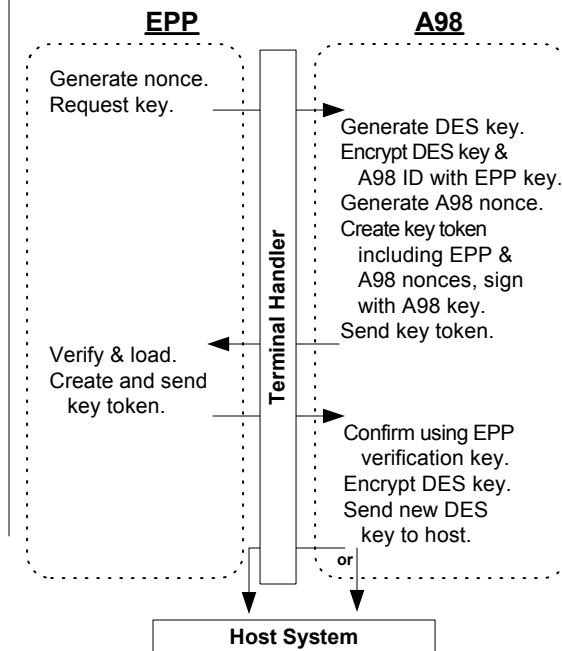 EPP
A98
Generate nonce.
Request key.
Generate DES key.
Encrypt DES key &
A98 ID with EPP key.
Generate A98 nonce.
Create key token
including EPP &
A98 nonces, sign
with A98 key.
Send key token.
Terminal Handler
Verify & load.
Create and send
key token.
Confirm using EPP
verification key.
Encrypt DES key.
Send new DES
key to host.
or
Host System